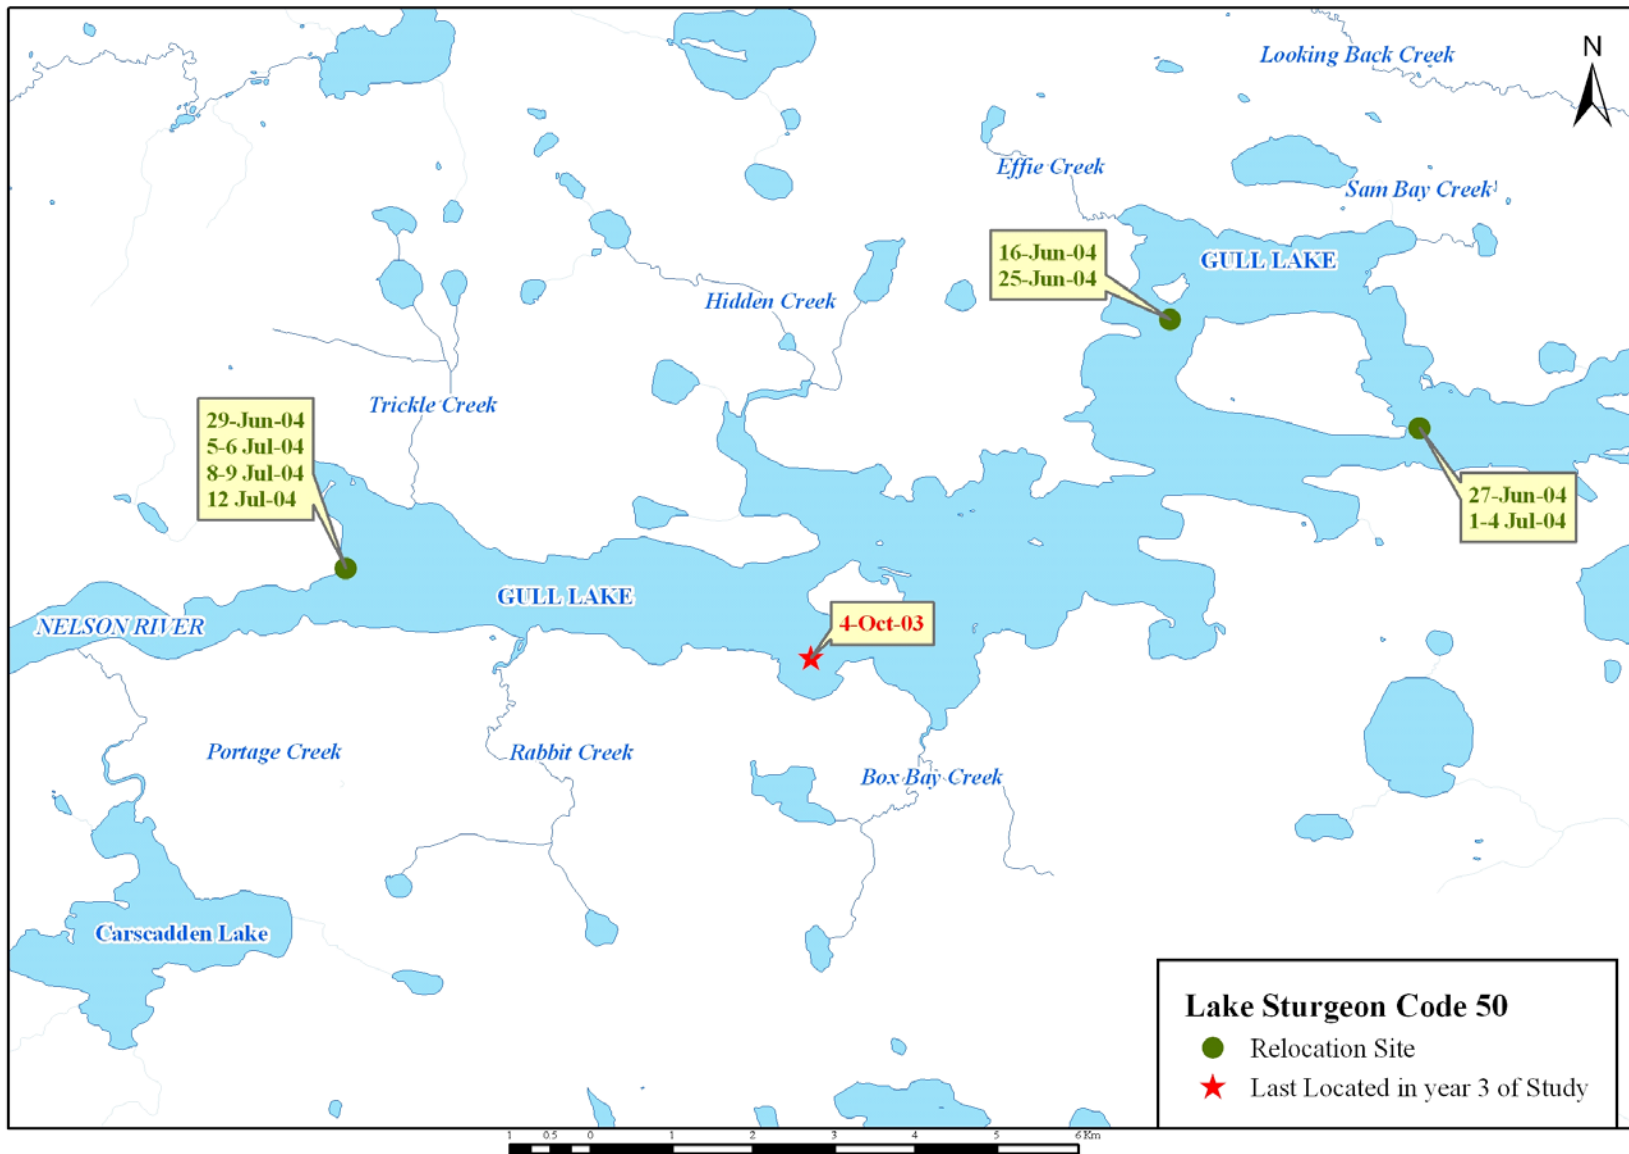 Looking Back Creek
N
Effie Creek
Sam Bay Creek
16-Jun-04
25-Jun-04
GULL LAKE
Hidden Creek
Trickle Creek
29-Jun-04
5-6 Jul-04
8-9 Jul-04
12 Jul-04
27-Jun-04
1-4 Jul-04
GULL LAKE
NELSON RIVER
4-Oct-03
Portage Creek
Rabbit Creek
Box Bay Creek
Carscadden Lake
Lake Sturgeon Code 50
Relocation Site
Last Located in year 3 of Study
1 0.5 0 1 2 3 4 5 6 Km